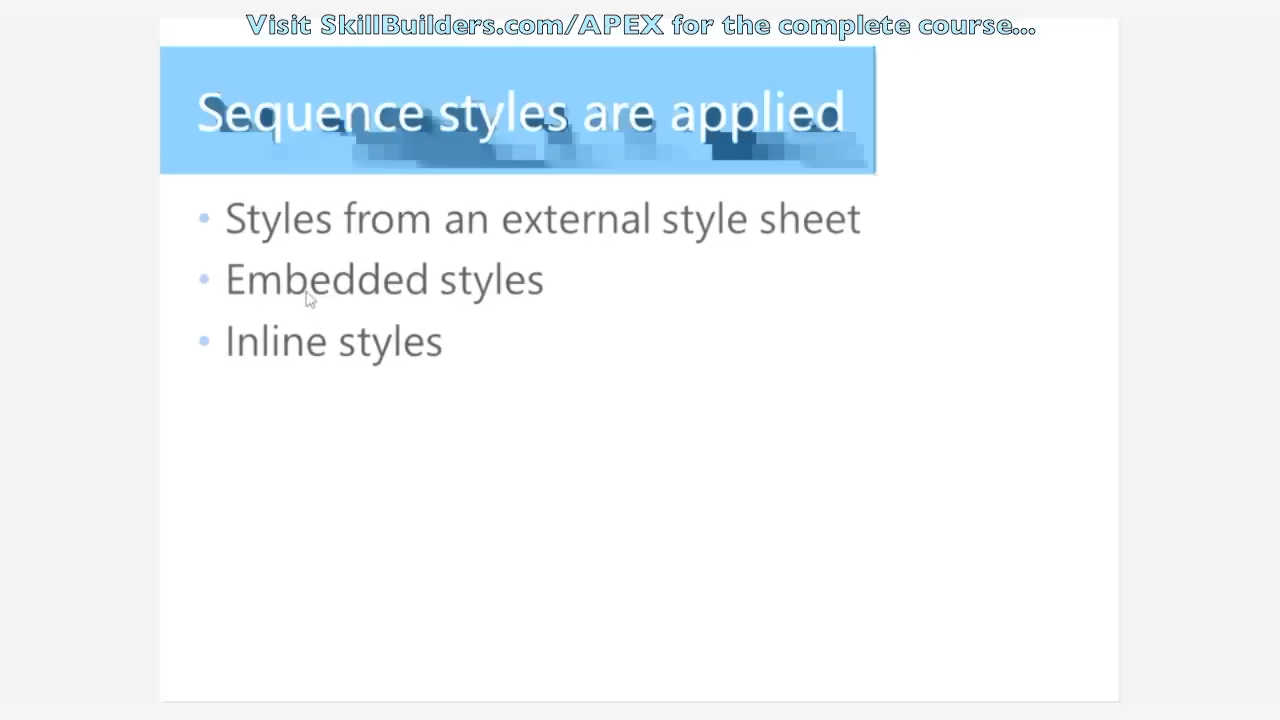 Visit SkillBuilders.com/APEX for the complete course...
Sequence styles are applied
• Styles from an external style sheet
• Embedded styles
• Inline styles